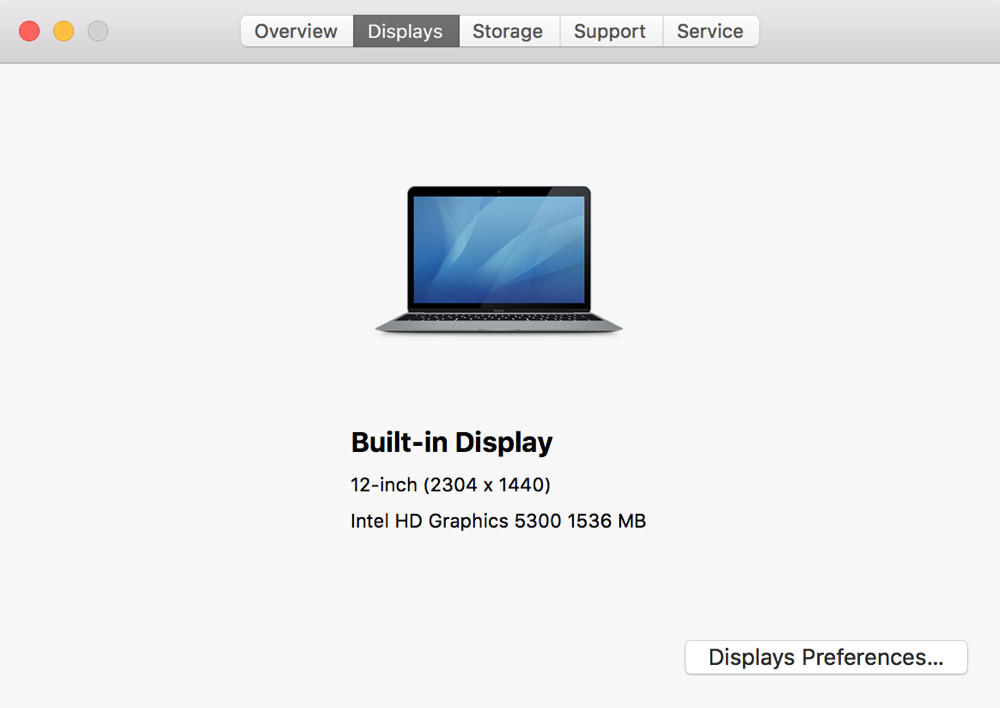 Overview Displays Storage Support Service
Built-in Display
12-inch (2304 x 1440)
Intel HD Graphics 5300 1536 MB
Displays Preferences...